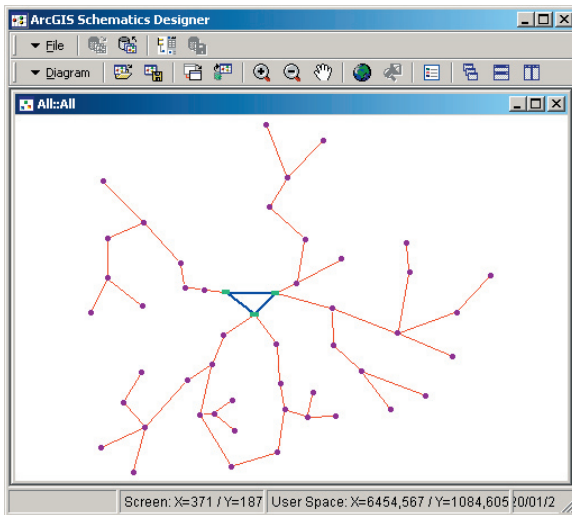 ArcGIS Schematics Designer
File
Diagram
All::All
Screen: X=371 / Y=187 User Space: X=6454,567 / Y=1084,605 20/01/2